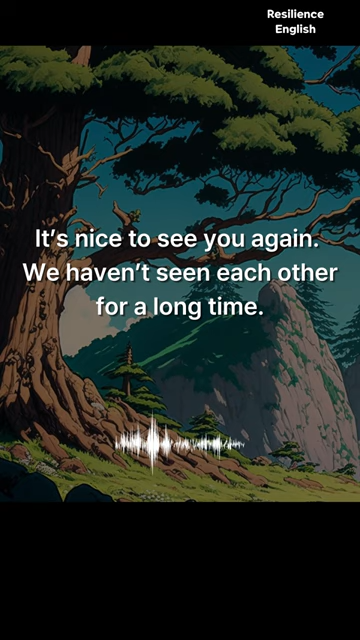 Resilience
English
It’s nice to see you again.
We haven’t seen each other
for a long time.